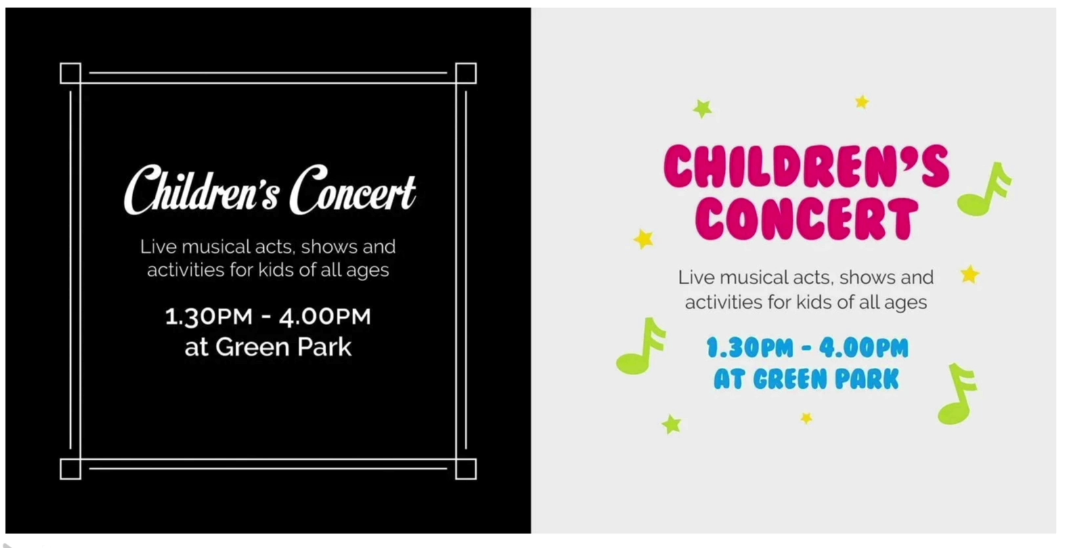 Children's Concert
Live musical acts, shows and
activities for kids of all ages
1.30PM - 4.00PM
at Green Park
CHILDREN'S
CONCERT
Live musical acts, shows and
activities for kids of all ages
1.30PM - 4.00PM
AT GREEN PARK